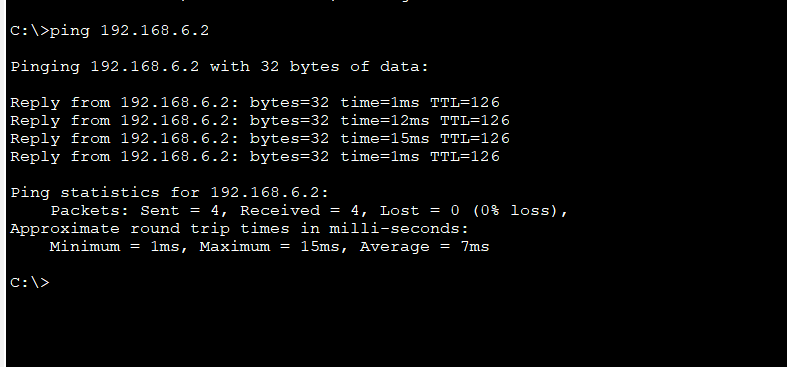 C:\>ping 192.168.6.2
Pinging 192.168.6.2 with 32 bytes of data:
Reply from 192.168.6.2: bytes=32 time=1ms TTL=126
Reply from 192.168.6.2: bytes=32 time=12ms TTL=126
Reply from 192.168.6.2: bytes=32 time=15ms TTL=126
Reply from 192.168.6.2: bytes=32 time=1ms TTL=126
Ping statistics for 192.168.6.2:
    Packets: Sent = 4, Received = 4, Lost = 0 (0% loss),
Approximate round trip times in milli-seconds:
    Minimum = 1ms, Maximum = 15ms, Average = 7ms
C:\>